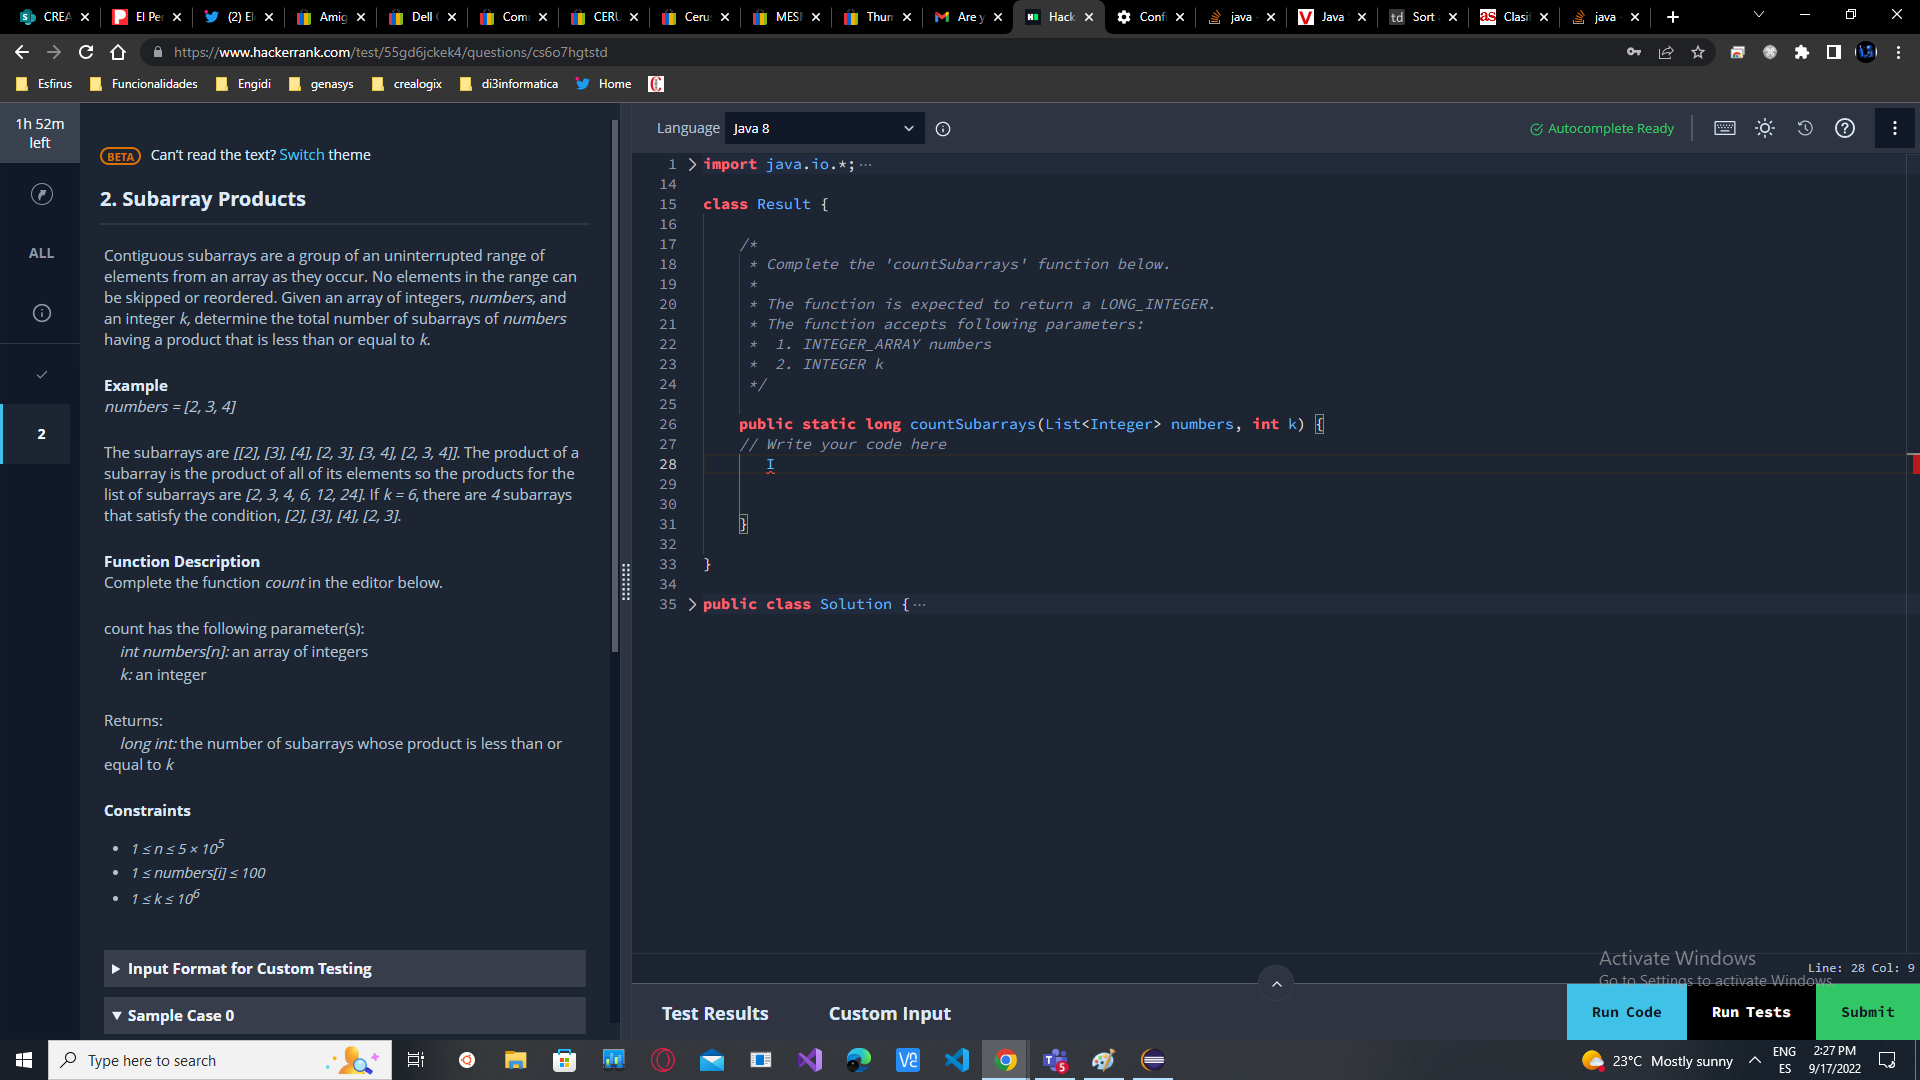 CREA
El Per
(2) El
Amig
Dell
Com
CERU
Ceru
MESI
Thun
Are y
Hack
Confi
java
Java
Sort
Clasi
java
https://www.hackerrank.com/test/55gd6jckek4/questions/cs6o7hgtstd
Esfirus
Funcionalidades
Engidi
genasys
crealogix
di3informatica
Home
1h 52m
left
ALL
2
BETA Can't read the text? Switch theme
2. Subarray Products
Contiguous subarrays are a group of an uninterrupted range of
elements from an array as they occur. No elements in the range can
be skipped or reordered. Given an array of integers, numbers, and
an integer k, determine the total number of subarrays of numbers
having a product that is less than or equal to k.
Example
numbers = [2, 3, 4]
The subarrays are [[2], [3], [4], [2, 3], [3, 4], [2, 3, 4]]. The product of a
subarray is the product of all of its elements so the products for the
list of subarrays are [2, 3, 4, 6, 12, 24]. If k = 6, there are 4 subarrays
that satisfy the condition, [2], [3], [4], [2, 3].
Function Description
Complete the function count in the editor below.
count has the following parameter(s):
int numbers[n]: an array of integers
k: an integer
Returns:
long int: the number of subarrays whose product is less than or
equal to k
Constraints
• 1 ≤ n ≤ 5 × 10⁵
• 1 ≤ numbers[i] ≤ 100
• 1 ≤ k ≤ 10⁶
Input Format for Custom Testing
Sample Case 0
Language Java 8
Autocomplete Ready
1 import java.io.*;···
14
15 class Result {
16
17 /*
18 * Complete the 'countSubarrays' function below.
19 *
20 * The function is expected to return a LONG_INTEGER.
21 * The function accepts following parameters:
22 * 1. INTEGER_ARRAY numbers
23 * 2. INTEGER k
24 */
25
26 public static long countSubarrays(List<Integer> numbers, int k) {
27 // Write your code here
28 I
29
30
31 }
32
33 }
34
35 public class Solution {···
Activate Windows
Go to Settings to activate Windows.
Line: 28 Col: 9
Test Results
Custom Input
Run Code
Run Tests
Submit
Type here to search
5
23°C Mostly sunny
ENG
ES
2:27 PM
9/17/2022